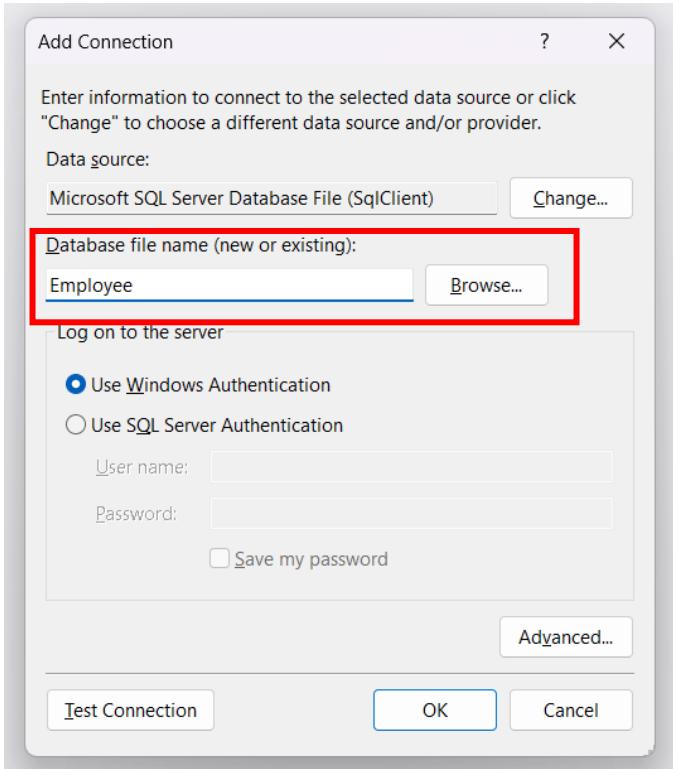 Add Connection ?
Enter information to connect to the selected data source or click
"Change" to choose a different data source and/or provider.
Data source:
Microsoft SQL Server Database File (SqlClient) Change...
Database file name (new or existing):
Employee Browse...
Log on to the server
Use Windows Authentication
Use SQL Server Authentication
User name:
Password:
Save my password
Advanced...
Test Connection OK Cancel